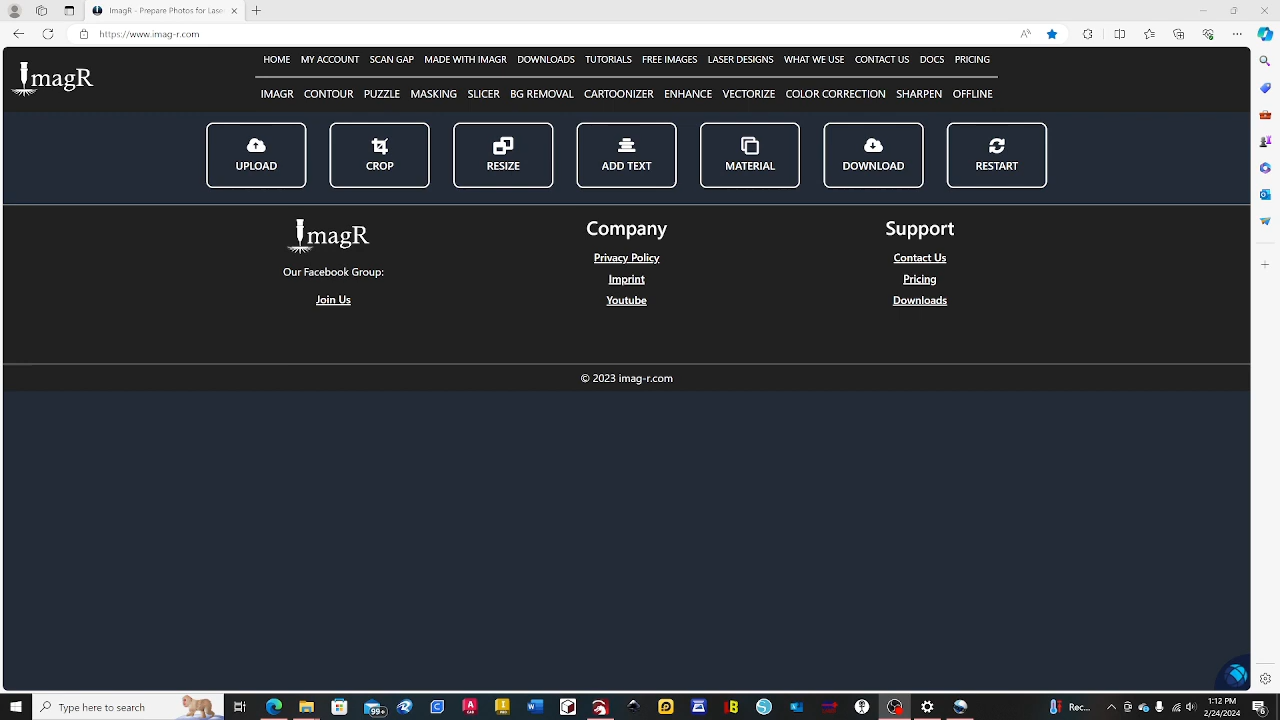 ImagR - Prepare Photos for Lase
https://www.imag-r.com
ImagR
HOME MY ACCOUNT SCAN GAP MADE WITH IMAGR DOWNLOADS TUTORIALS FREE IMAGES LASER DESIGNS WHAT WE USE CONTACT US DOCS PRICING
IMAGR CONTOUR PUZZLE MASKING SLICER BG REMOVAL CARTOONIZER ENHANCE VECTORIZE COLOR CORRECTION SHARPEN OFFLINE
UPLOAD CROP RESIZE ADD TEXT MATERIAL DOWNLOAD RESTART
ImagR
Our Facebook Group:
Join Us
Company
Privacy Policy
Imprint
Youtube
Support
Contact Us
Pricing
Downloads
© 2023 imag-r.com
Type here to search
99+
Rec...
1:12 PM
2/24/2024
6